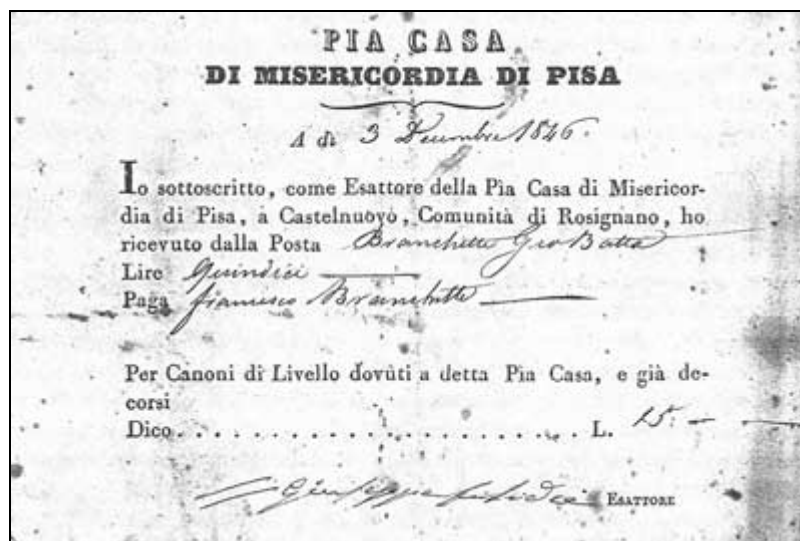 PIA CASA
DI MISERICORDIA DI PISA
A dì 3 Decembre 1846.
Io sottoscritto, come Esattore della Pia Casa di Misericor-
dia di Pisa, a Castelnuovo, Comunità di Rosignano, ho
ricevuto dalla Posta Branchetti Gio Batta
Lire Quindici
Paga francesco Branchetti
Per Canoni di Livello dovuti a detta Pia Casa, e già de-
corsi
Dico . . . . . . . . . . . . . . . . . . . . . . . . . . . . . L. 15. -
Giuseppe ESATTORE